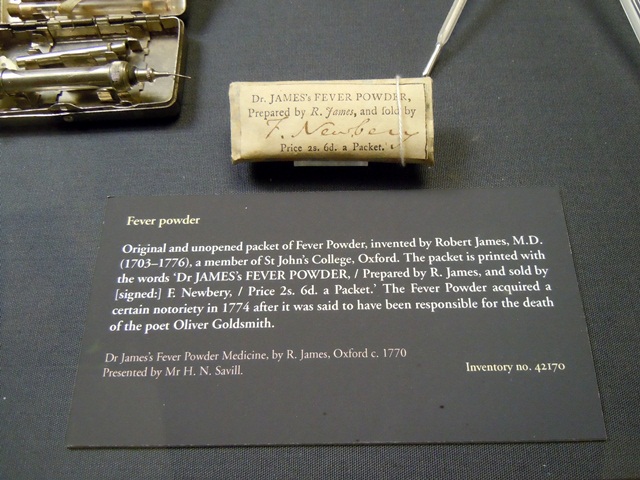 Dr. JAMES's FEVER POWDER,
Prepared by R. James, and sold by
F. Newbery
Price 2s. 6d. a Packet.
Fever powder
Original and unopened packet of Fever Powder, invented by Robert James, M.D.
(1703–1776), a member of St John's College, Oxford. The packet is printed with
the words ‘Dr JAMES's FEVER POWDER, / Prepared by R. James, and sold by
[signed:] F. Newbery, / Price 2s. 6d. a Packet.’ The Fever Powder acquired a
certain notoriety in 1774 after it was said to have been responsible for the death
of the poet Oliver Goldsmith.
Dr James's Fever Powder Medicine, by R. James, Oxford c. 1770
Presented by Mr H. N. Savill.
Inventory no. 42170